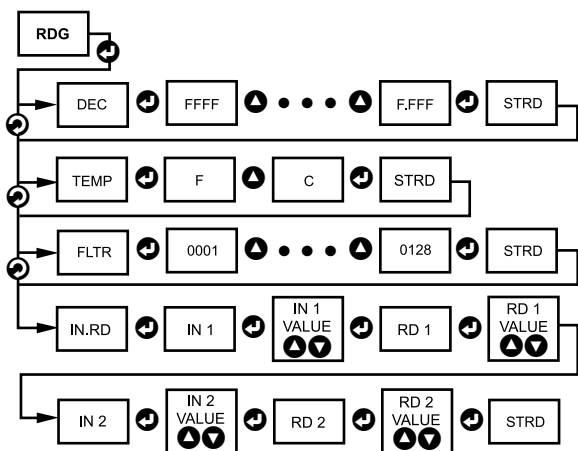 RDG
DEC FFFF F.FFF STRD
TEMP F C STRD
FLTR 0001 0128 STRD
IN.RD IN 1 IN 1 VALUE RD 1 RD 1 VALUE
IN 2 IN 2 VALUE RD 2 RD 2 VALUE STRD